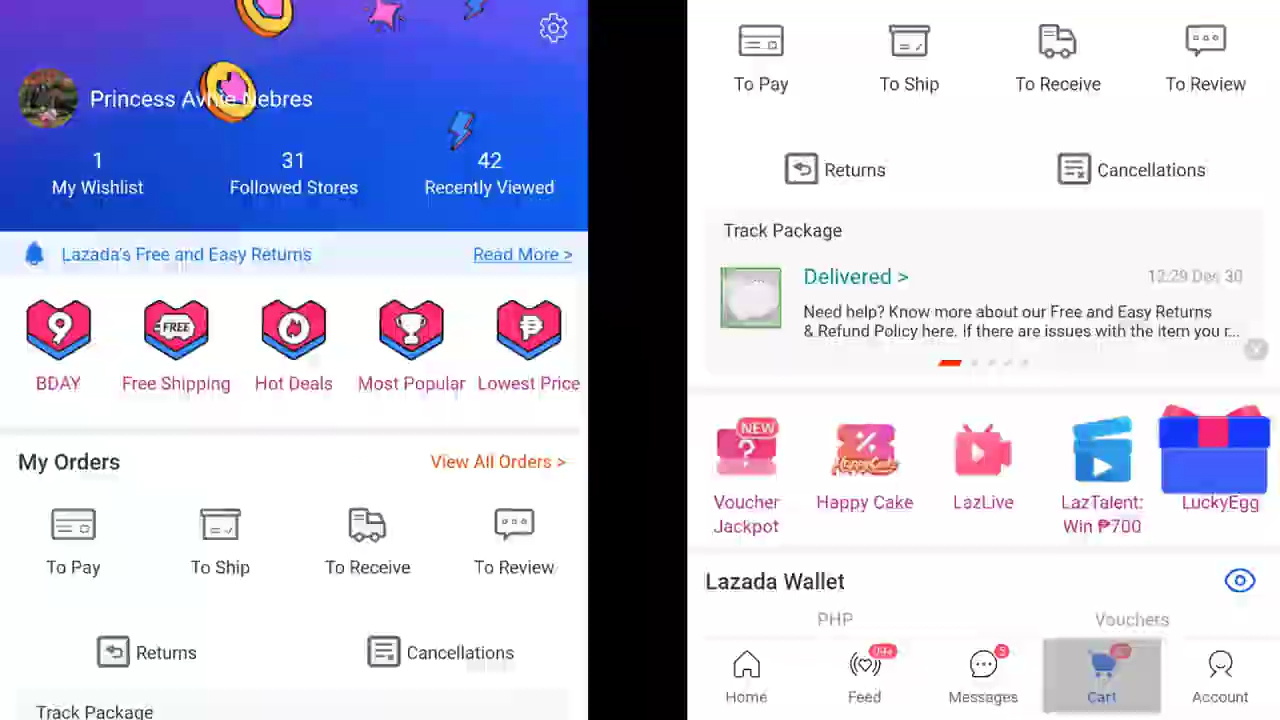 Princess Avhie Nebres
1 31 42
My Wishlist Followed Stores Recently Viewed
Lazada's Free and Easy Returns Read More >
9 FREE
BDAY Free Shipping Hot Deals Most Popular Lowest Price
My Orders View All Orders >
To Pay To Ship To Receive To Review
Returns Cancellations
Track Package
To Pay To Ship To Receive To Review
Returns Cancellations
Track Package
Delivered > 12:29 Dec 30
Need help? Know more about our Free and Easy Returns
& Refund Policy here. If there are issues with the item you r...
NEW
Happy Cake
Voucher Happy Cake LazLive LazTalent: LuckyEgg
Jackpot Win ₱700
Lazada Wallet
PHP Vouchers
99+ 5
Home Feed Messages Cart Account